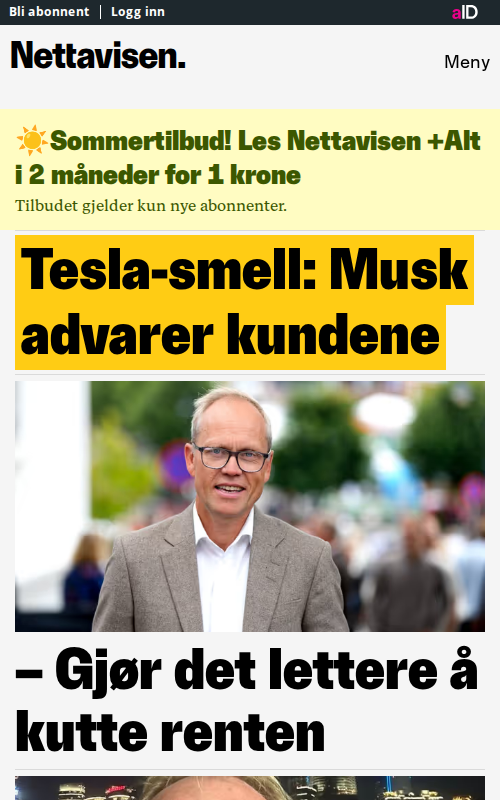 Bli abonnent | Logg inn
aID
Nettavisen.
Meny
☀️Sommertilbud! Les Nettavisen +Alt
i 2 måneder for 1 krone
Tilbudet gjelder kun nye abonnenter.
Tesla-smell: Musk
advarer kundene
– Gjør det lettere å
kutte renten